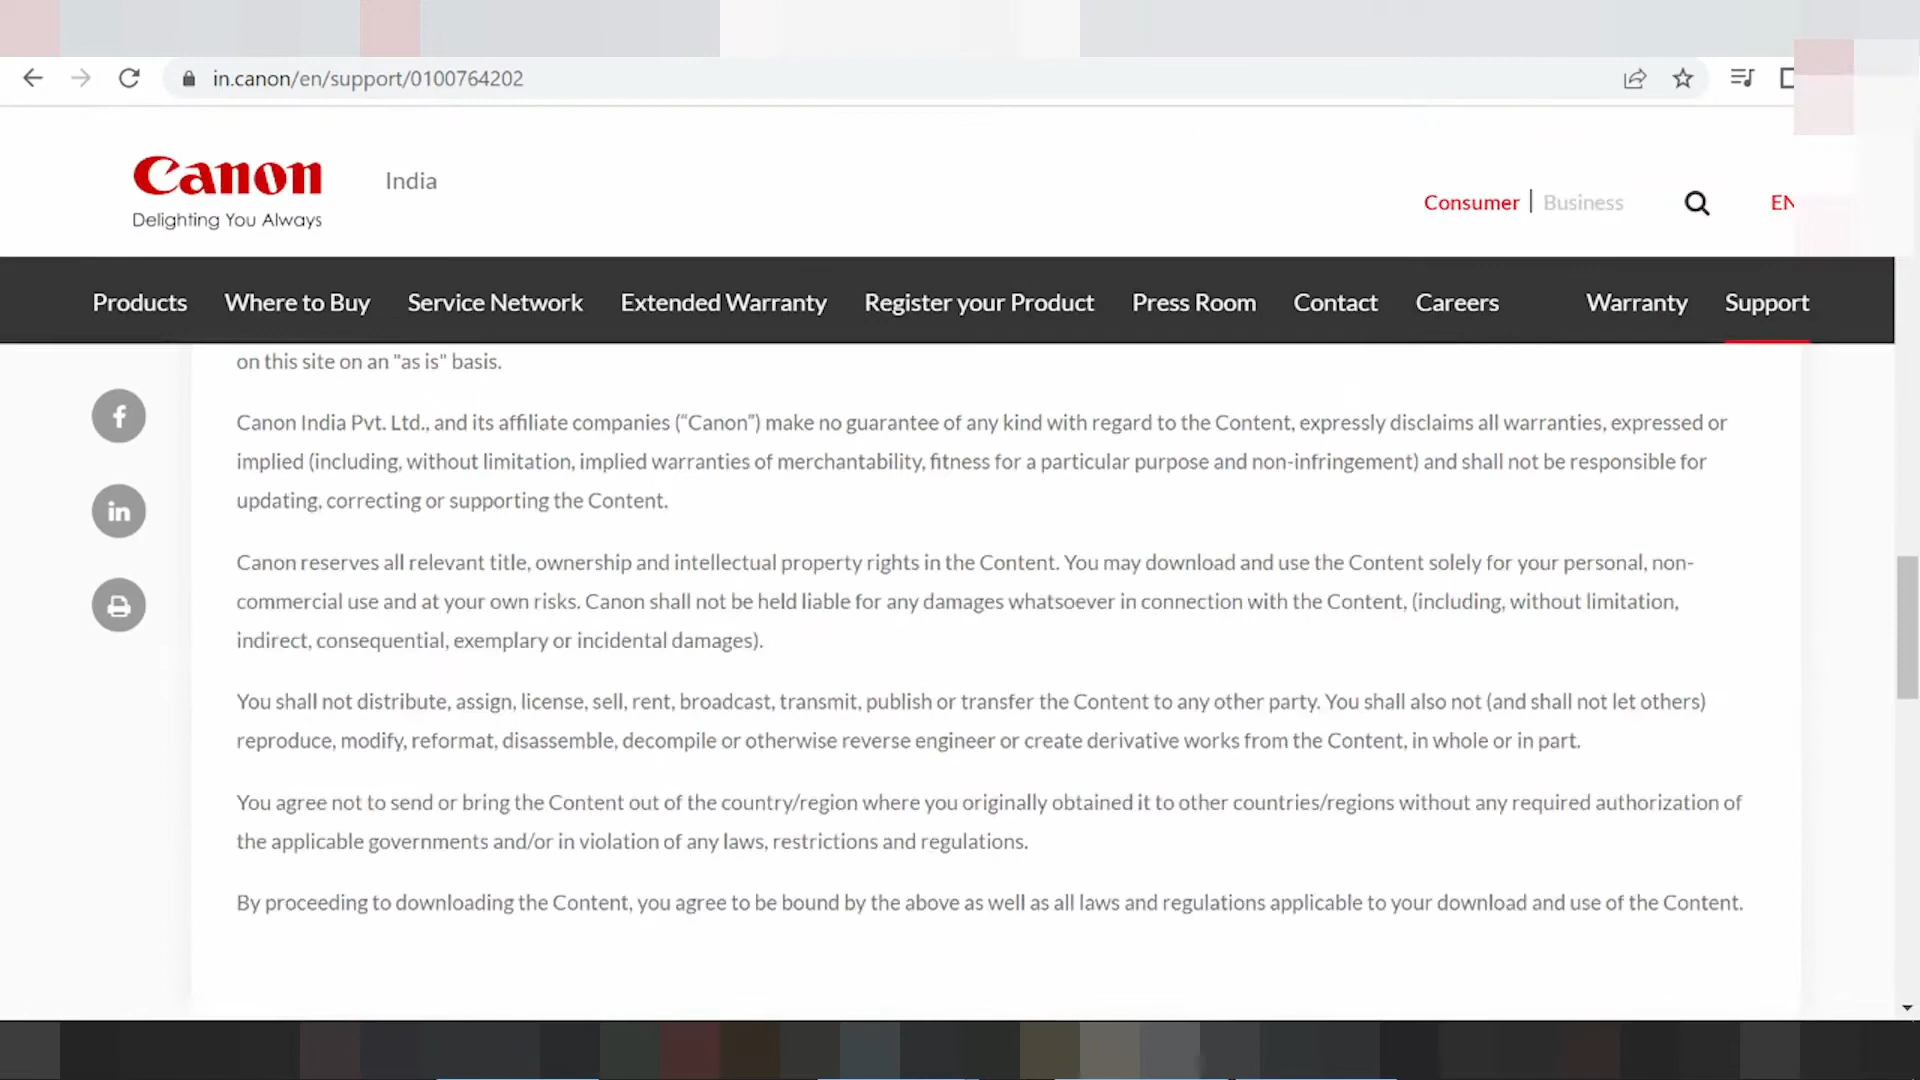 in.canon/en/support/0100764202
Canon
Delighting You Always
India
Consumer | Business
EN
Products Where to Buy Service Network Extended Warranty Register your Product Press Room Contact Careers Warranty Support
on this site on an "as is" basis.
Canon India Pvt. Ltd., and its affiliate companies (“Canon”) make no guarantee of any kind with regard to the Content, expressly disclaims all warranties, expressed or
implied (including, without limitation, implied warranties of merchantability, fitness for a particular purpose and non-infringement) and shall not be responsible for
updating, correcting or supporting the Content.
Canon reserves all relevant title, ownership and intellectual property rights in the Content. You may download and use the Content solely for your personal, non-
commercial use and at your own risks. Canon shall not be held liable for any damages whatsoever in connection with the Content, (including, without limitation,
indirect, consequential, exemplary or incidental damages).
You shall not distribute, assign, license, sell, rent, broadcast, transmit, publish or transfer the Content to any other party. You shall also not (and shall not let others)
reproduce, modify, reformat, disassemble, decompile or otherwise reverse engineer or create derivative works from the Content, in whole or in part.
You agree not to send or bring the Content out of the country/region where you originally obtained it to other countries/regions without any required authorization of
the applicable governments and/or in violation of any laws, restrictions and regulations.
By proceeding to downloading the Content, you agree to be bound by the above as well as all laws and regulations applicable to your download and use of the Content.